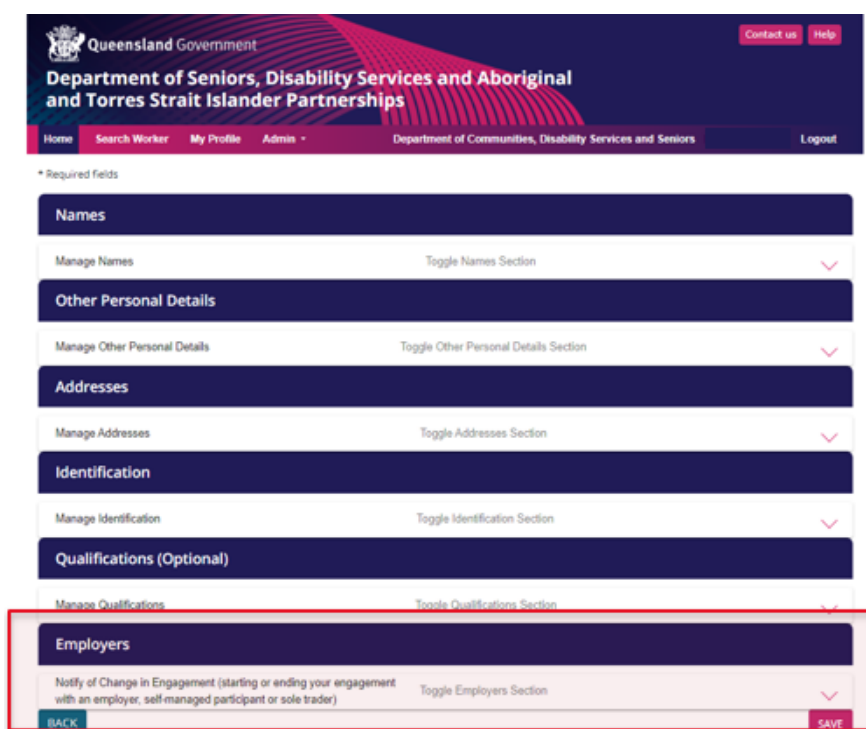 Contact us Help
Queensland Government
Department of Seniors, Disability Services and Aboriginal
and Torres Strait Islander Partnerships
Home Search Worker My Profile Admin Department of Communities, Disability Services and Seniors Logout
* Required fields
Names
Manage Names Toggle Names Section
Other Personal Details
Manage Other Personal Details Toggle Other Personal Details Section
Addresses
Manage Addresses Toggle Addresses Section
Identification
Manage Identification Toggle Identification Section
Qualifications (Optional)
Manage Qualifications Toggle Qualifications Section
Employers
Notify of Change in Engagement (starting or ending your engagement
with an employer, self-managed participant or sole trader) Toggle Employers Section
BACK SAVE